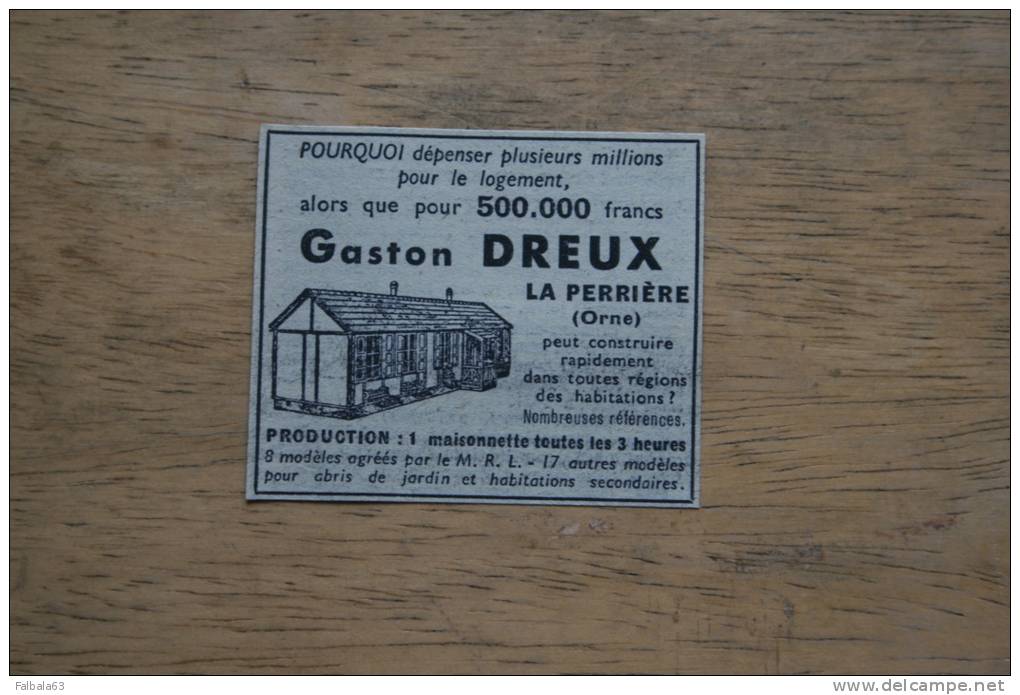 POURQUOI dépenser plusieurs millions
pour le logement,
alors que pour 500.000 francs
Gaston DREUX
LA PERRIÈRE
(Orne)
peut construire
rapidement
dans toutes régions
des habitations ?
Nombreuses références.
PRODUCTION : 1 maisonnette toutes les 3 heures
8 modèles agréés par le M. R. L. - 17 autres modèles
pour abris de jardin et habitations secondaires.
Falbala63
www.delcampe.net